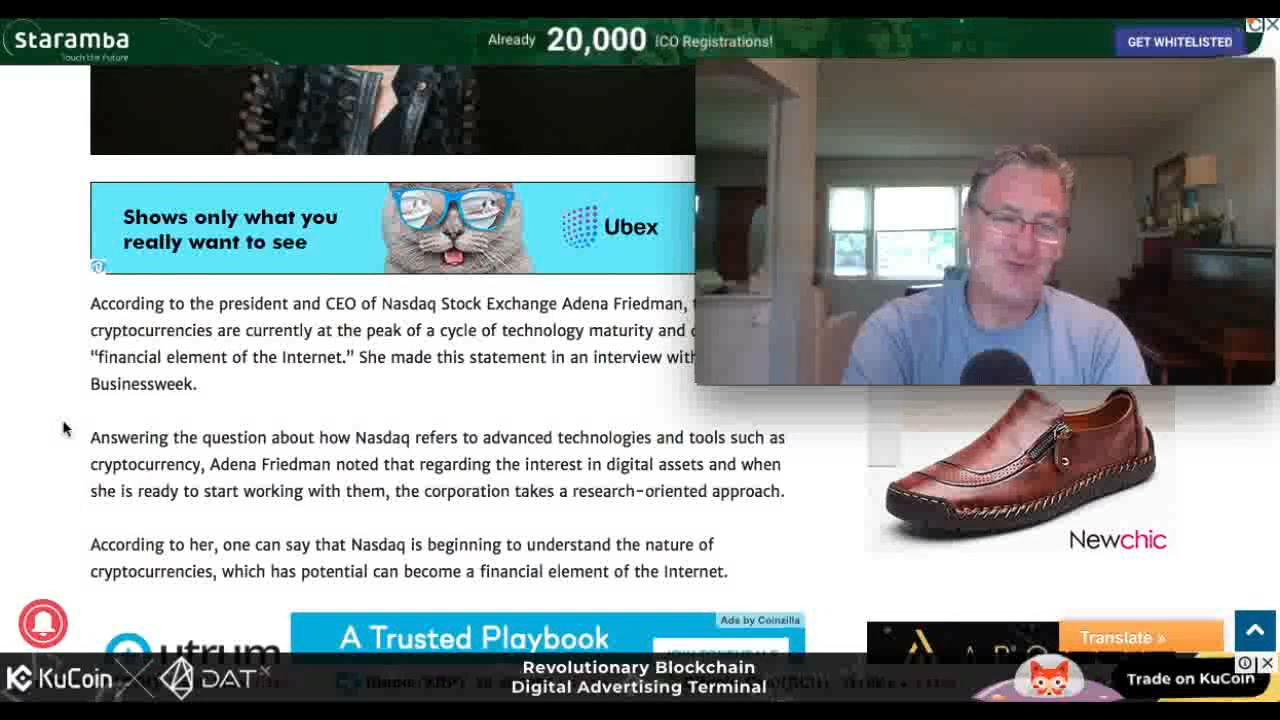 staramba
Touch the Future
Already 20,000 ICO Registrations!
GET WHITELISTED
Shows only what you
really want to see
Ubex
According to the president and CEO of Nasdaq Stock Exchange Adena Friedman,
cryptocurrencies are currently at the peak of a cycle of technology maturity and
“financial element of the Internet.” She made this statement in an interview with
Businessweek.
Answering the question about how Nasdaq refers to advanced technologies and tools such as
cryptocurrency, Adena Friedman noted that regarding the interest in digital assets and when
she is ready to start working with them, the corporation takes a research-oriented approach.
According to her, one can say that Nasdaq is beginning to understand the nature of
cryptocurrencies, which has potential can become a financial element of the Internet.
Newchic
utrum
Ads by Coinzilla
A Trusted Playbook
Translate »
KuCoin
DATx
Revolutionary Blockchain
Digital Advertising Terminal
Trade on KuCoin